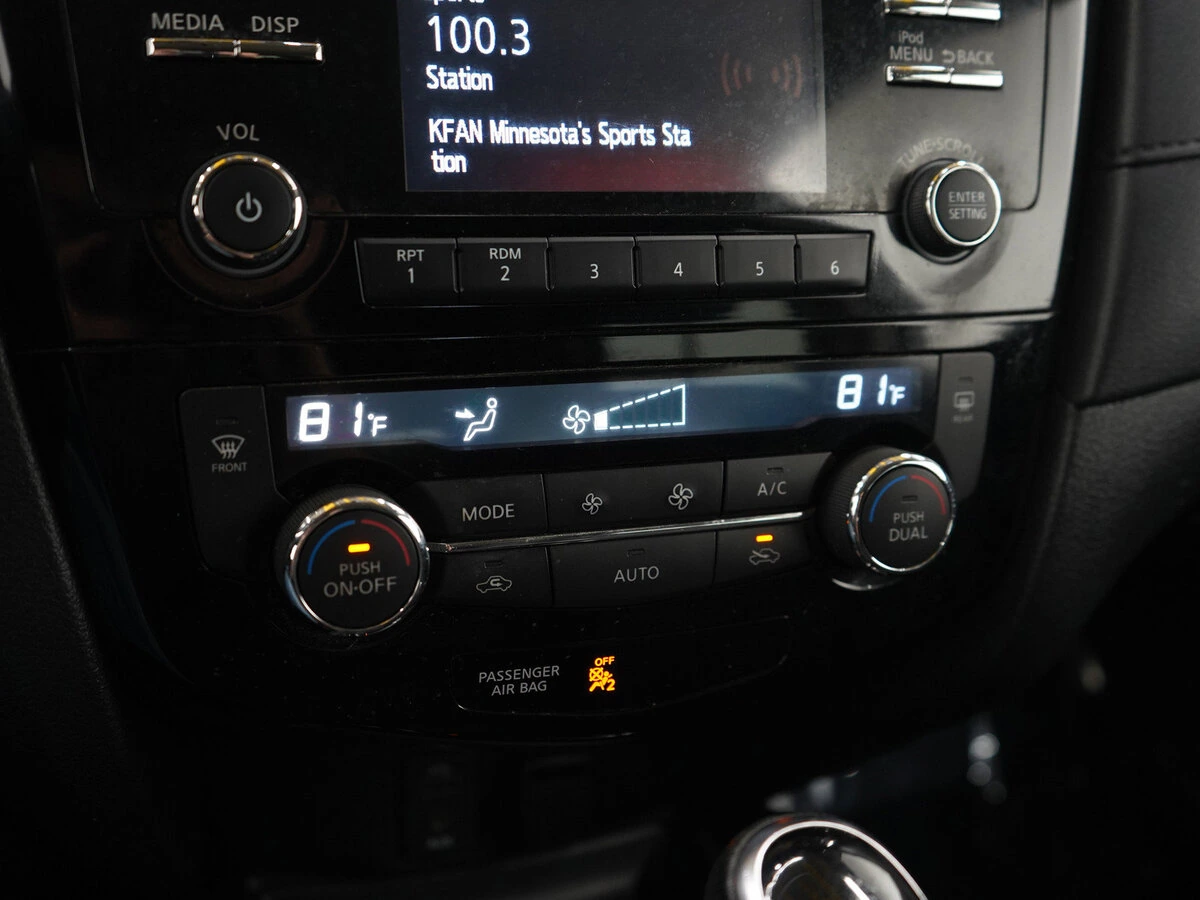 MEDIA DISP
100.3
Station
KFAN Minnesota's Sports Sta
tion
iPod
MENU BACK
VOL
TUNE·SCROLL
ENTER
SETTING
RPT
1
RDM
2
3
4
5
6
81°F
81°F
FRONT
REAR
MODE
A/C
PUSH
ON·OFF
AUTO
PUSH
DUAL
PASSENGER
AIR BAG
OFF
2